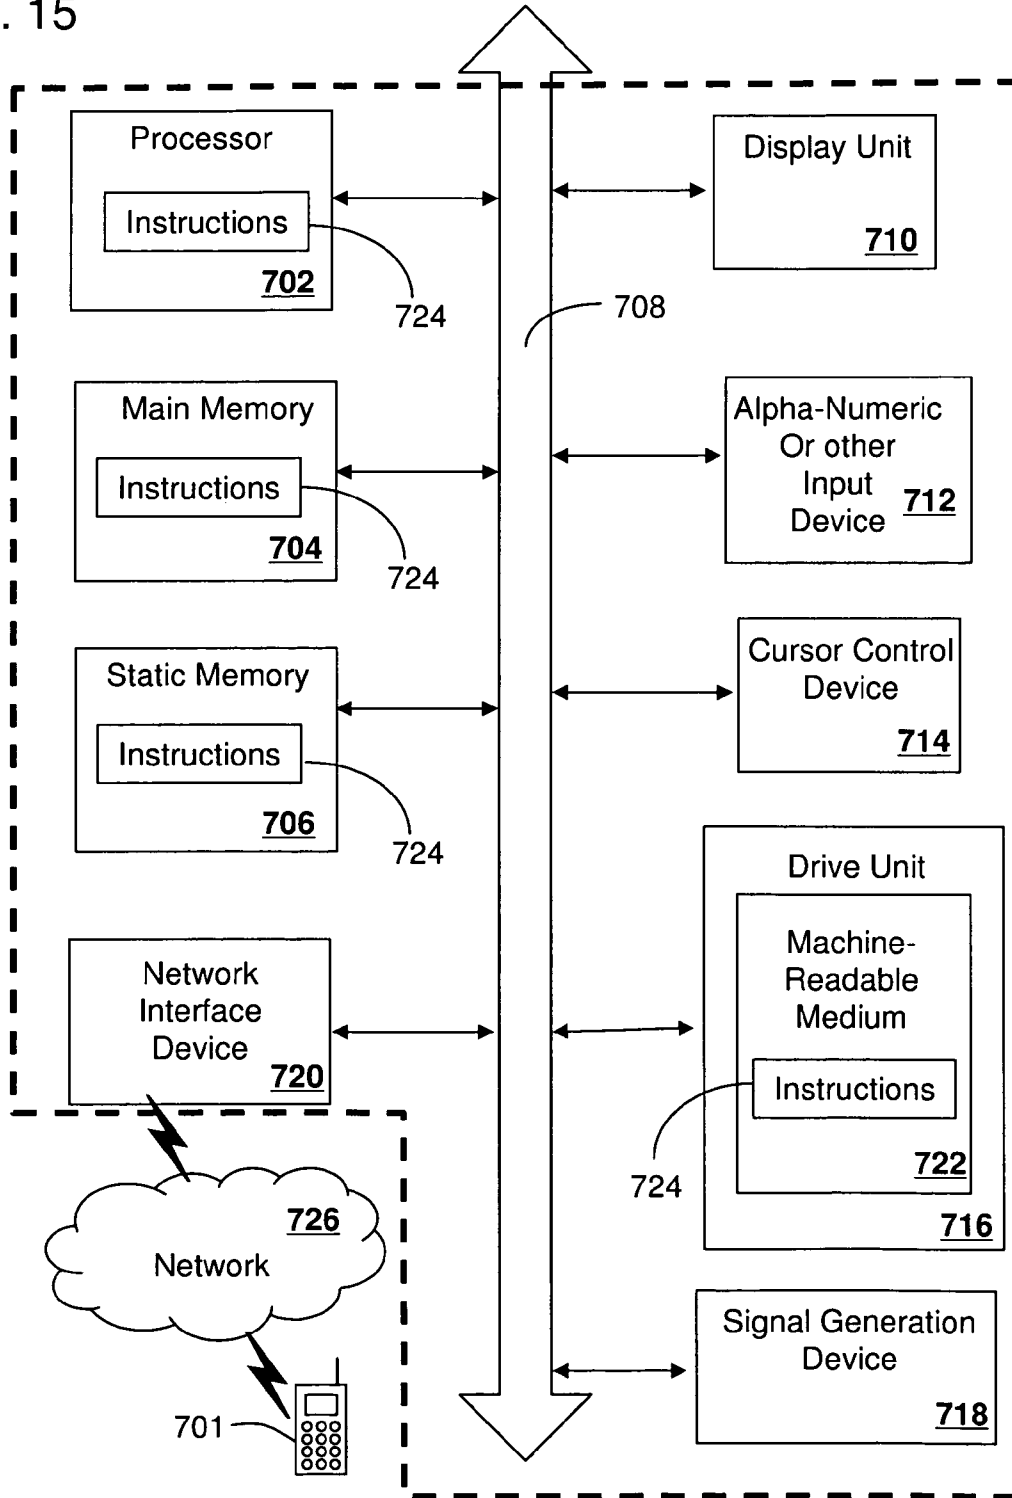 . 15
Processor
Instructions
702
724
Main Memory
Instructions
704
724
Static Memory
Instructions
706
724
Network
Interface
Device
720
726
Network
701
708
Display Unit
710
Alpha-Numeric
Or other
Input
Device
712
Cursor Control
Device
714
Drive Unit
Machine-
Readable
Medium
Instructions
724
722
716
Signal Generation
Device
718